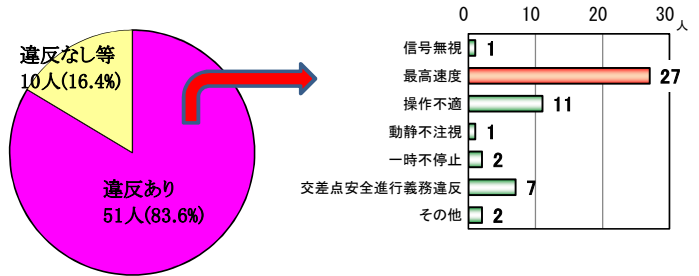 違反なし等
10人(16.4%)
違反あり
51人(83.6%)
0 10 20 30
人
信号無視 1
最高速度 27
操作不適 11
動静不注視 1
一時不停止 2
交差点安全進行義務違反 7
その他 2